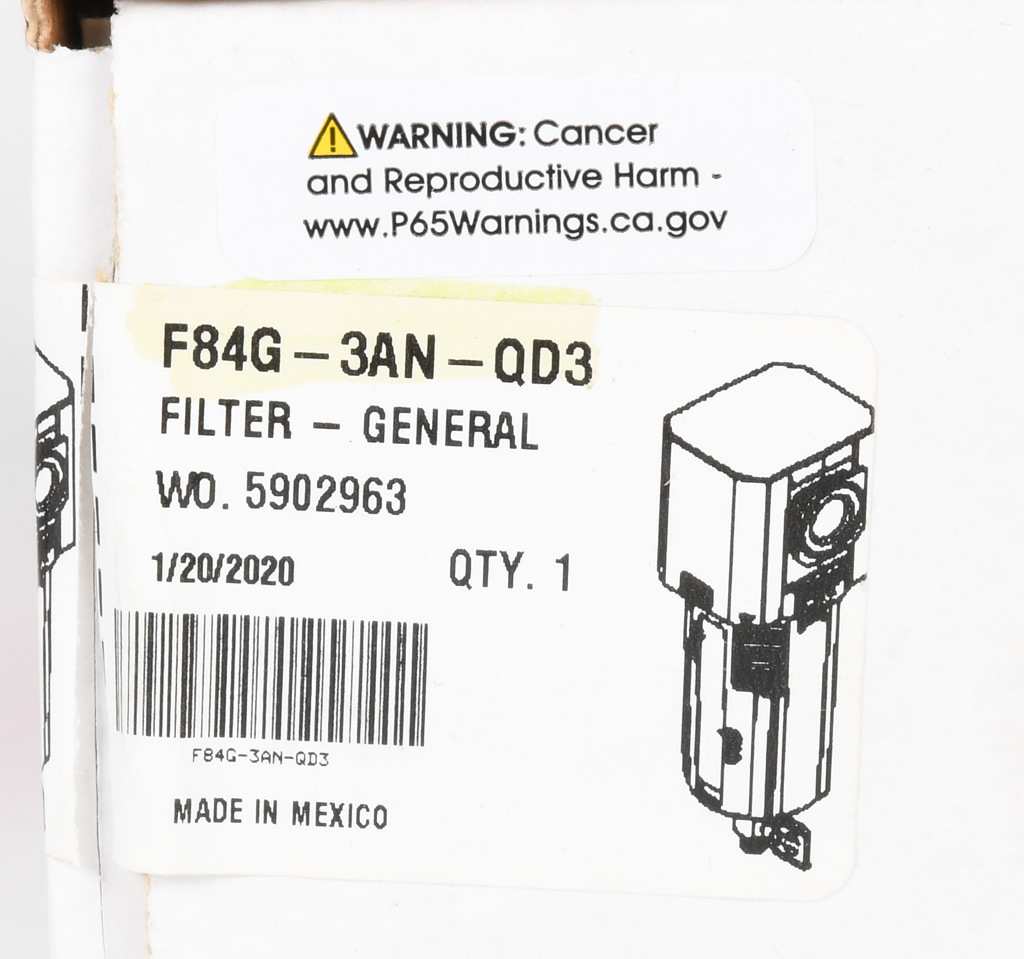 WARNING: Cancer
and Reproductive Harm -
www.P65Warnings.ca.gov
F84G-3AN-QD3
FILTER - GENERAL
WO. 5902963
1/20/2020 QTY. 1
F84G-3AN-QD3
MADE IN MEXICO